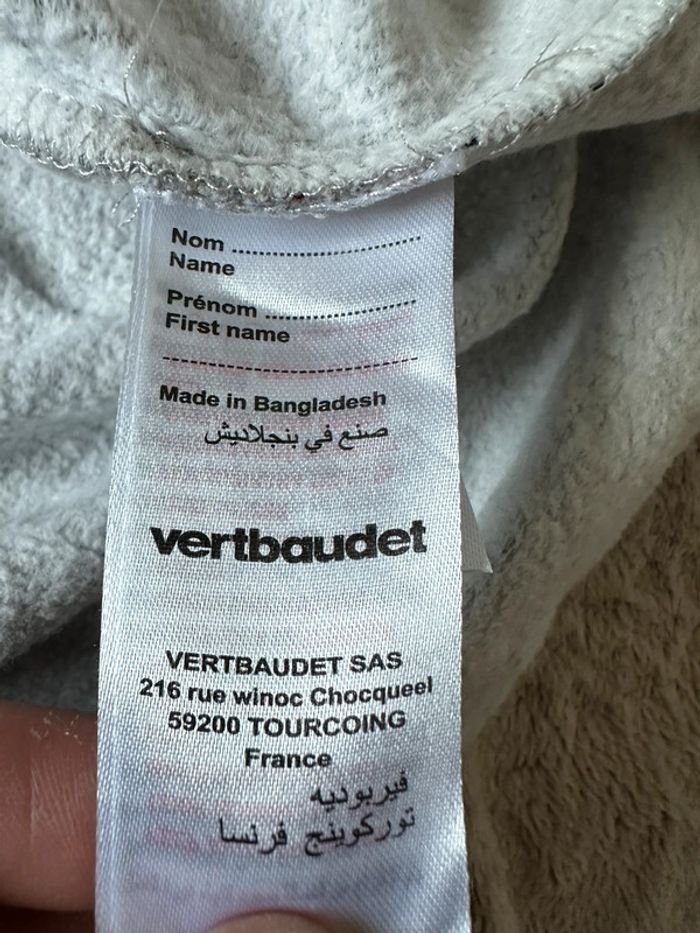 Nom ..............................
Name
Prénom ........................
First name
------------------------------------------
Made in Bangladesh
صنع في بنجلاديش
vertbaudet
VERTBAUDET SAS
216 rue winoc Chocqueel
59200 TOURCOING
France
فيربوديه
توركوينج فرنسا